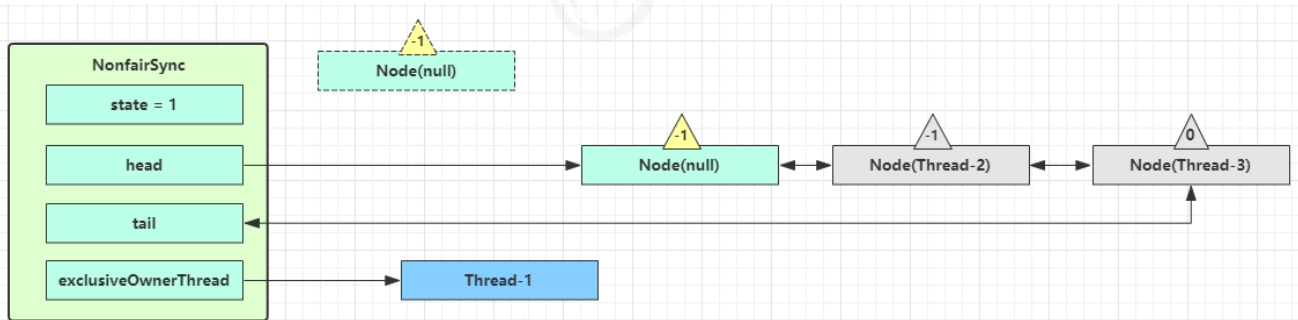 -1
NonfairSync
Node(null)
state = 1
-1
-1
0
head
Node(null)
Node(Thread-2)
Node(Thread-3)
tail
exclusiveOwnerThread
Thread-1